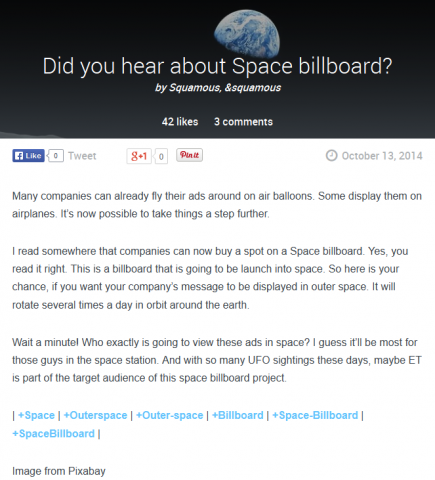 Did you hear about Space billboard?
by Squamous, &squamous
42 likes 3 comments
Like 0 Tweet g+1 0 Pin it October 13, 2014
Many companies can already fly their ads around on air balloons. Some display them on
airplanes. It's now possible to take things a step further.
I read somewhere that companies can now buy a spot on a Space billboard. Yes, you
read it right. This is a billboard that is going to be launch into space. So here is your
chance, if you want your company's message to be displayed in outer space. It will
rotate several times a day in orbit around the earth.
Wait a minute! Who exactly is going to view these ads in space? I guess it'll be most for
those guys in the space station. And with so many UFO sightings these days, maybe ET
is part of the target audience of this space billboard project.
| +Space | +Outerspace | +Outer-space | +Billboard | +Space-Billboard |
+SpaceBillboard |
Image from Pixabay